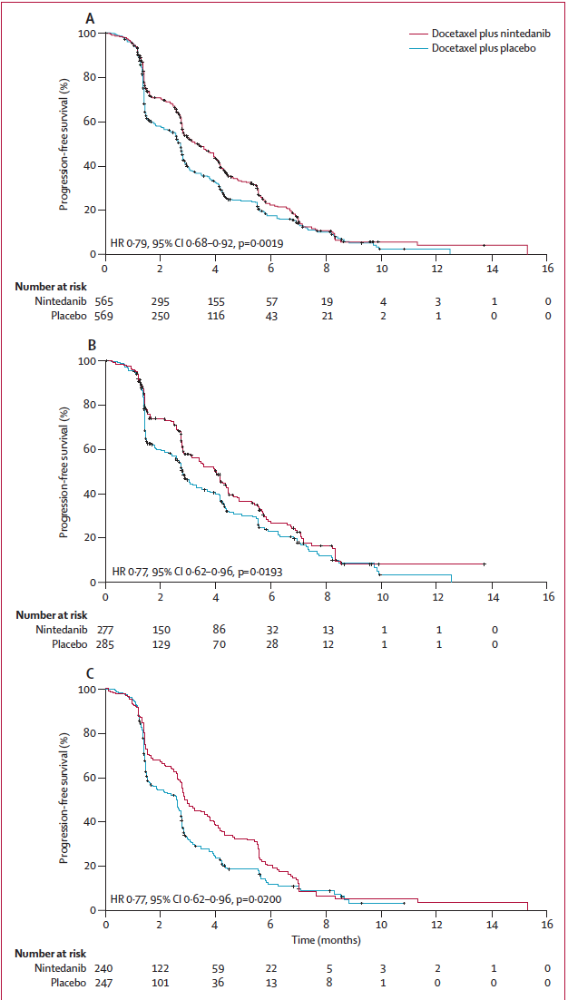 A
Docetaxel plus nintedanib
Docetaxel plus placebo
Progression-free survival (%)
100
80
60
40
20
0
HR 0·79, 95% CI 0·68–0·92, p=0·0019
0 2 4 6 8 10 12 14 16
Number at risk
Nintedanib 565 295 155 57 19 4 3 1 0
Placebo 569 250 116 43 21 2 1 0 0
B
Progression-free survival (%)
100
80
60
40
20
0
HR 0·77, 95% CI 0·62–0·96, p=0·0193
0 2 4 6 8 10 12 14 16
Number at risk
Nintedanib 277 150 86 32 13 1 1 0
Placebo 285 129 70 28 12 1 1 0
C
Progression-free survival (%)
100
80
60
40
20
0
HR 0·77, 95% CI 0·62–0·96, p=0·0200
0 2 4 6 8 10 12 14 16
Time (months)
Number at risk
Nintedanib 240 122 59 22 5 3 2 1 0
Placebo 247 101 36 13 8 1 0 0 0